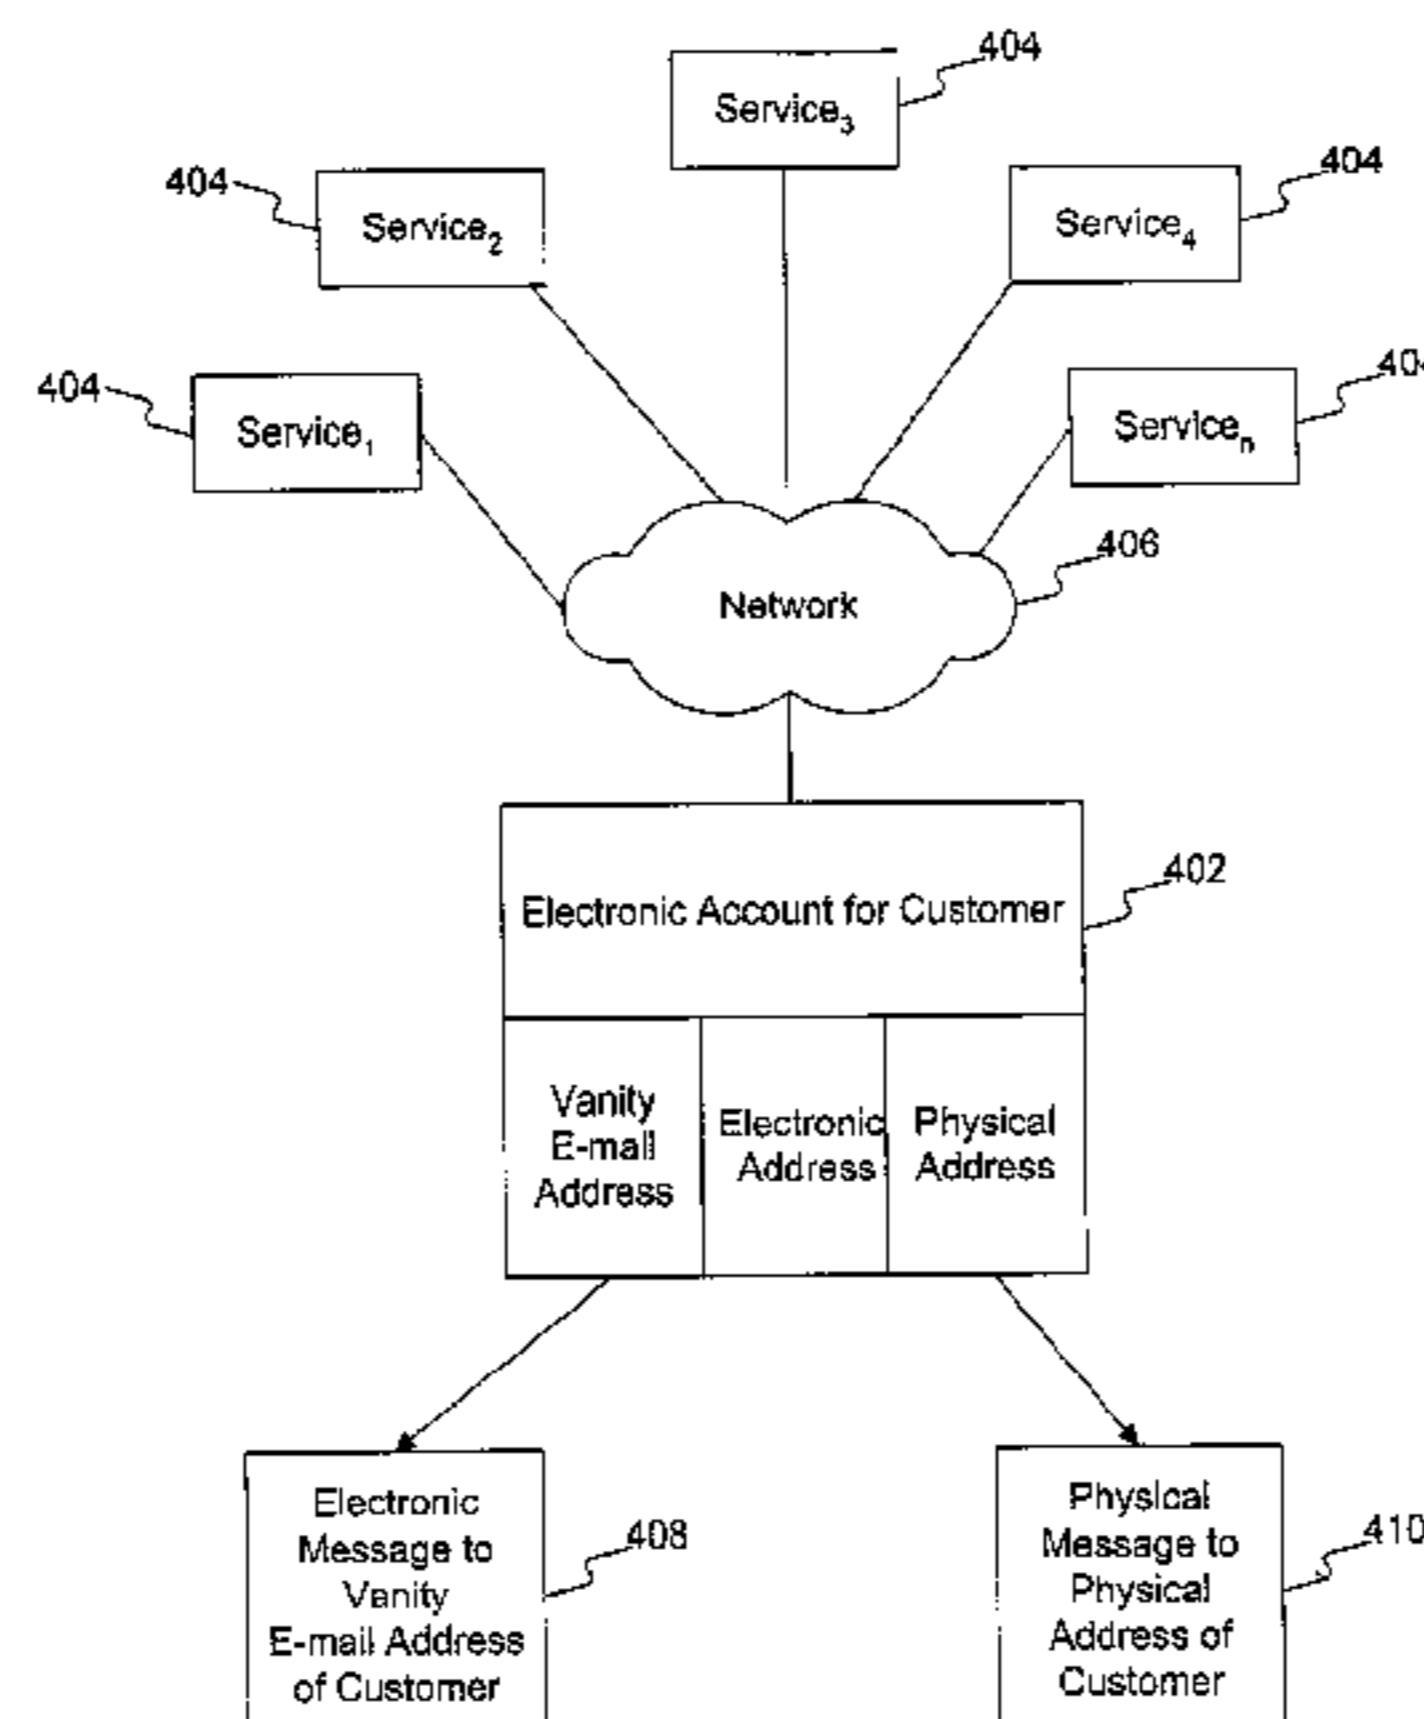 404
Service3
404
Service2
404
Service4
404
Service1
404
Servicen
406
Network
402
Electronic Account for Customer
Vanity
E-mail
Address
Electronic
Address
Physical
Address
408
Electronic
Message to
Vanity
E-mail Address
of Customer
410
Physical
Message to
Physical
Address of
Customer